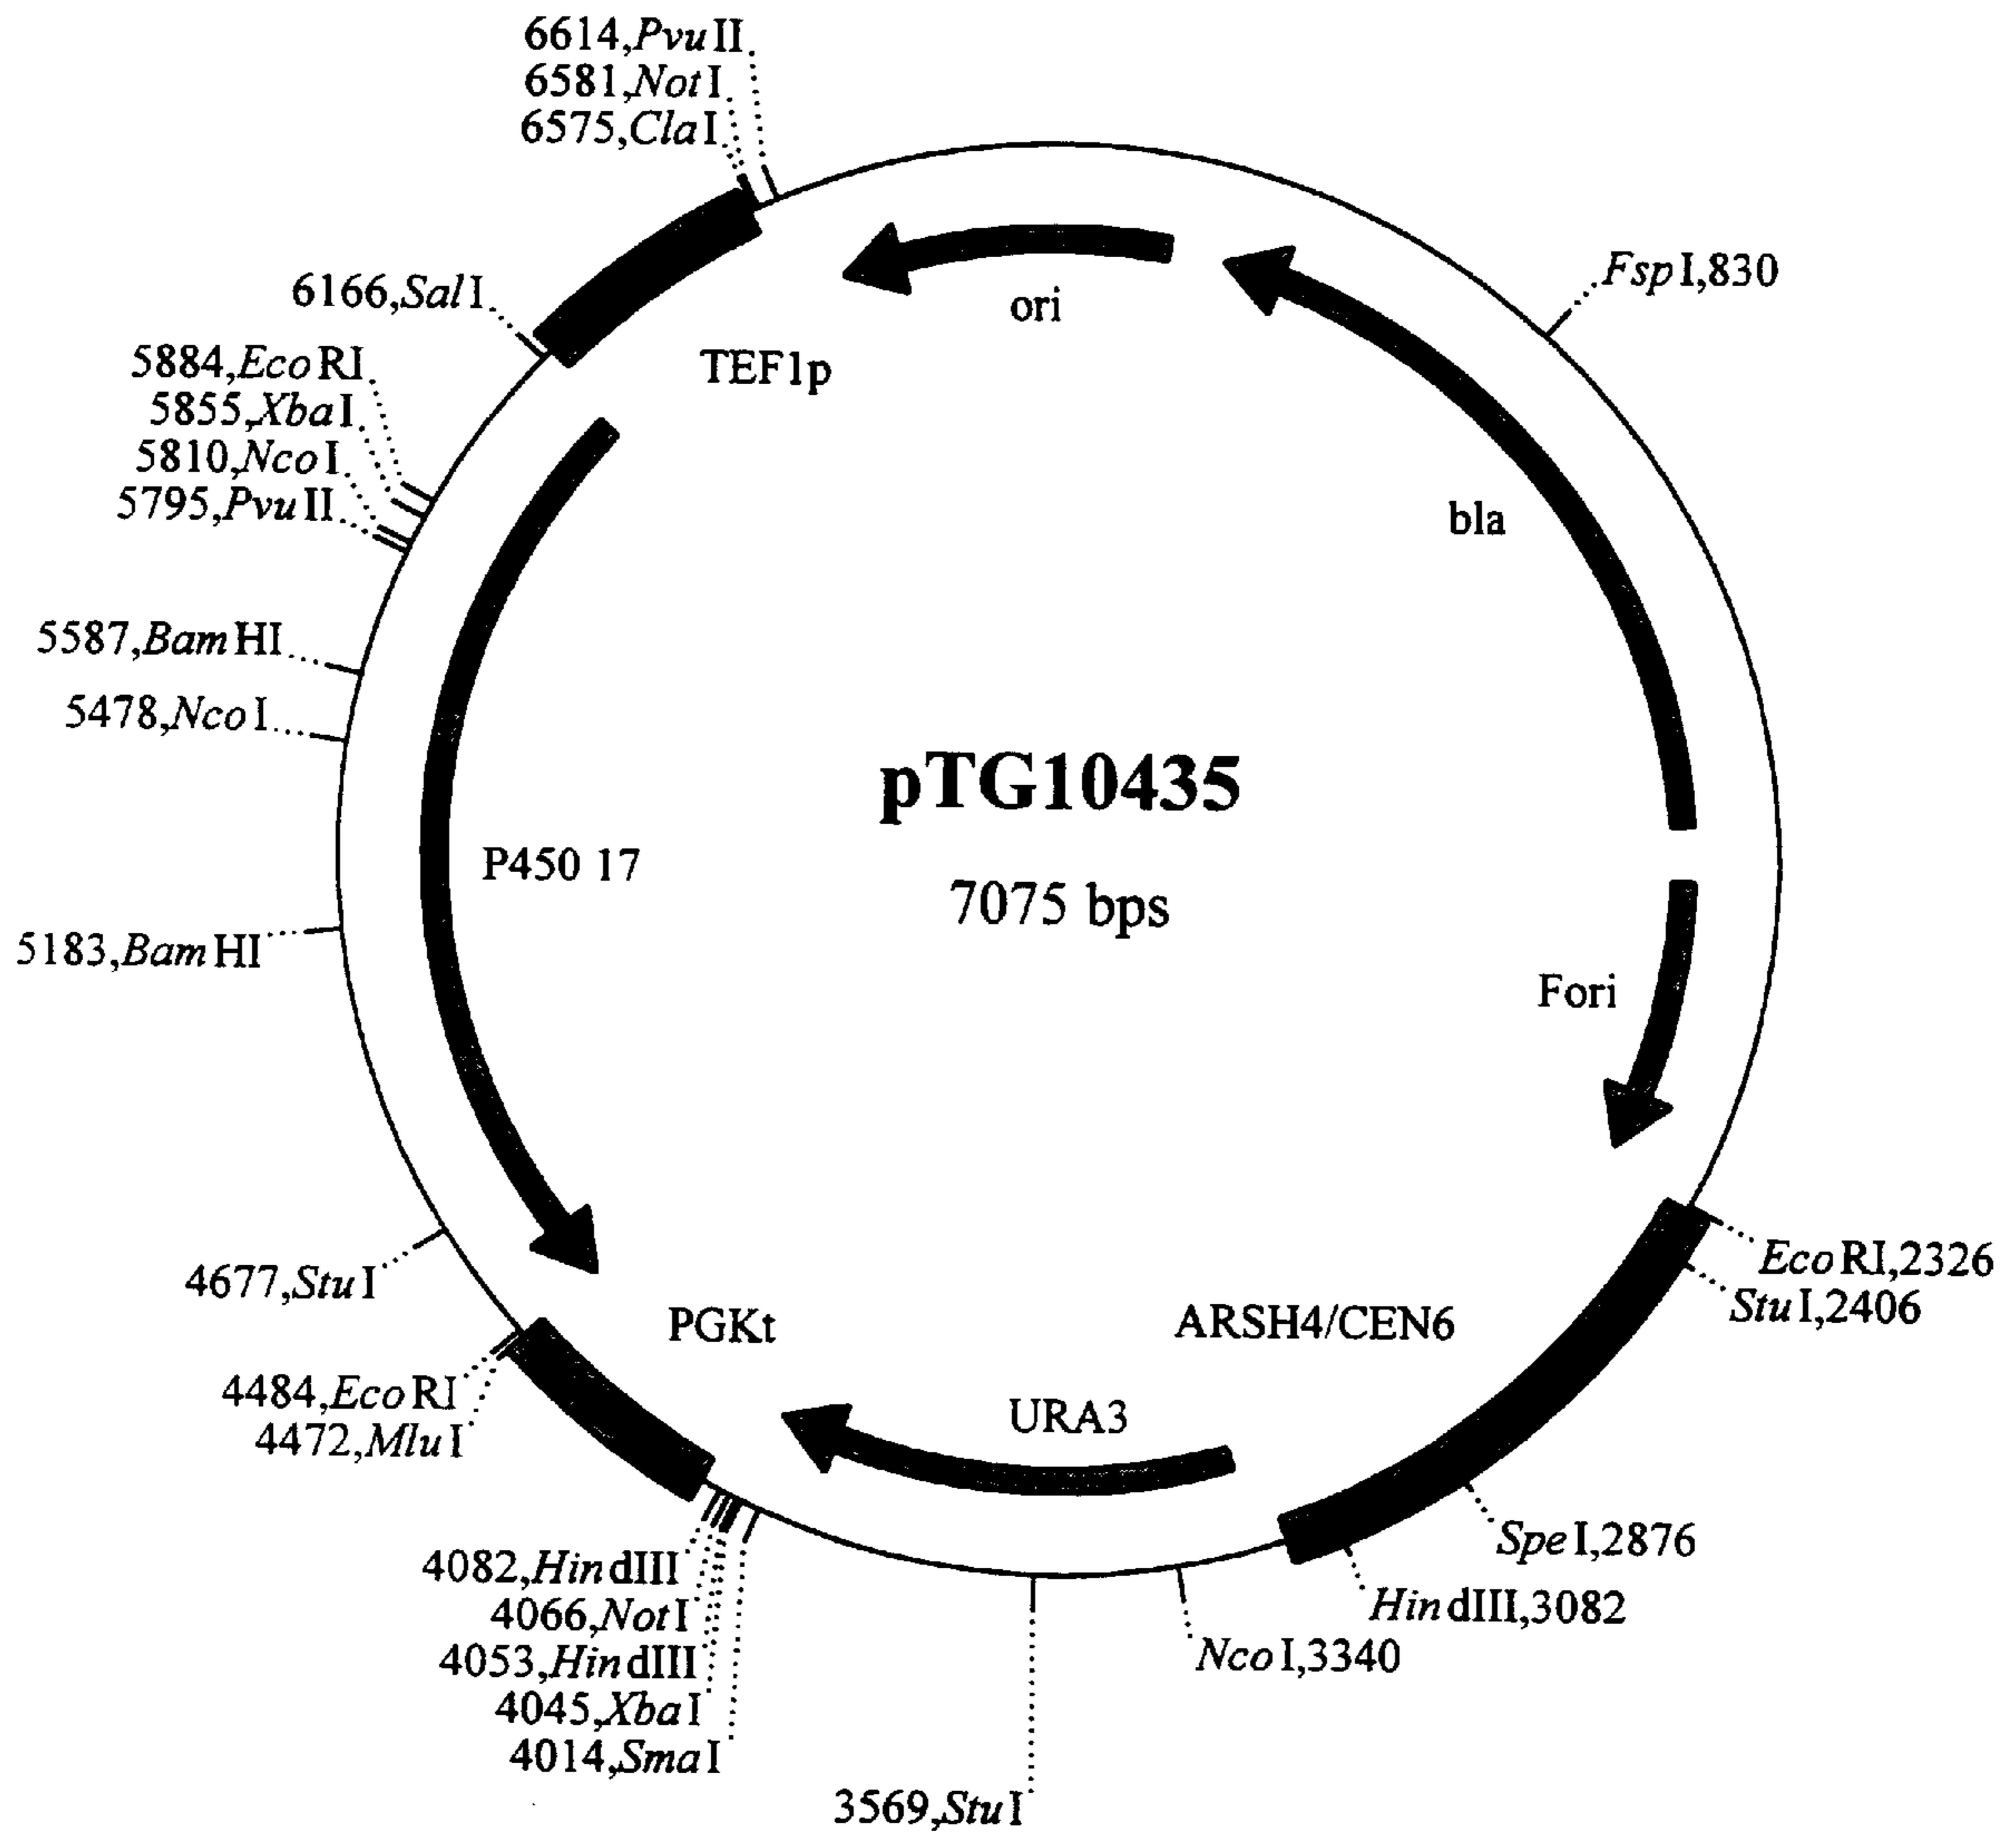 6614,PvuII
6581,NotI
6575,ClaI
FspI,830
6166,SalI
ori
TEF1p
5884,EcoRI
5855,XbaI
5810,NcoI
5795,PvuII
bla
5587,BamHI
5478,NcoI
pTG10435
7075 bps
P450 17
5183,BamHI
Fori
EcoRI,2326
StuI,2406
4677,StuI
PGKt
ARSH4/CEN6
4484,EcoRI
4472,MluI
URA3
SpeI,2876
HindIII,3082
NcoI,3340
4082,HindIII
4066,NotI
4053,HindIII
4045,XbaI
4014,SmaI
3569,StuI